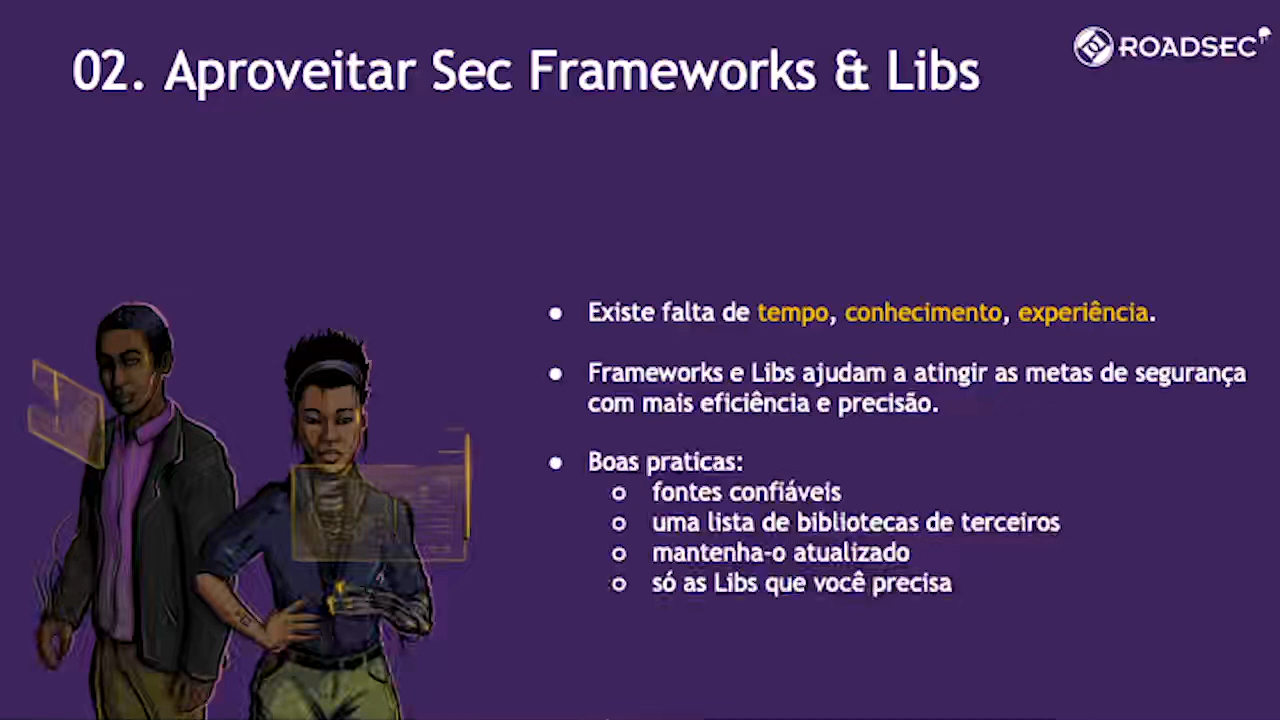 02. Aproveitar Sec Frameworks & Libs
ROADSEC
● Existe falta de tempo, conhecimento, experiência.
● Frameworks e Libs ajudam a atingir as metas de segurança
com mais eficiência e precisão.
● Boas praticas:
○ fontes confiáveis
○ uma lista de bibliotecas de terceiros
○ mantenha-o atualizado
○ só as Libs que você precisa